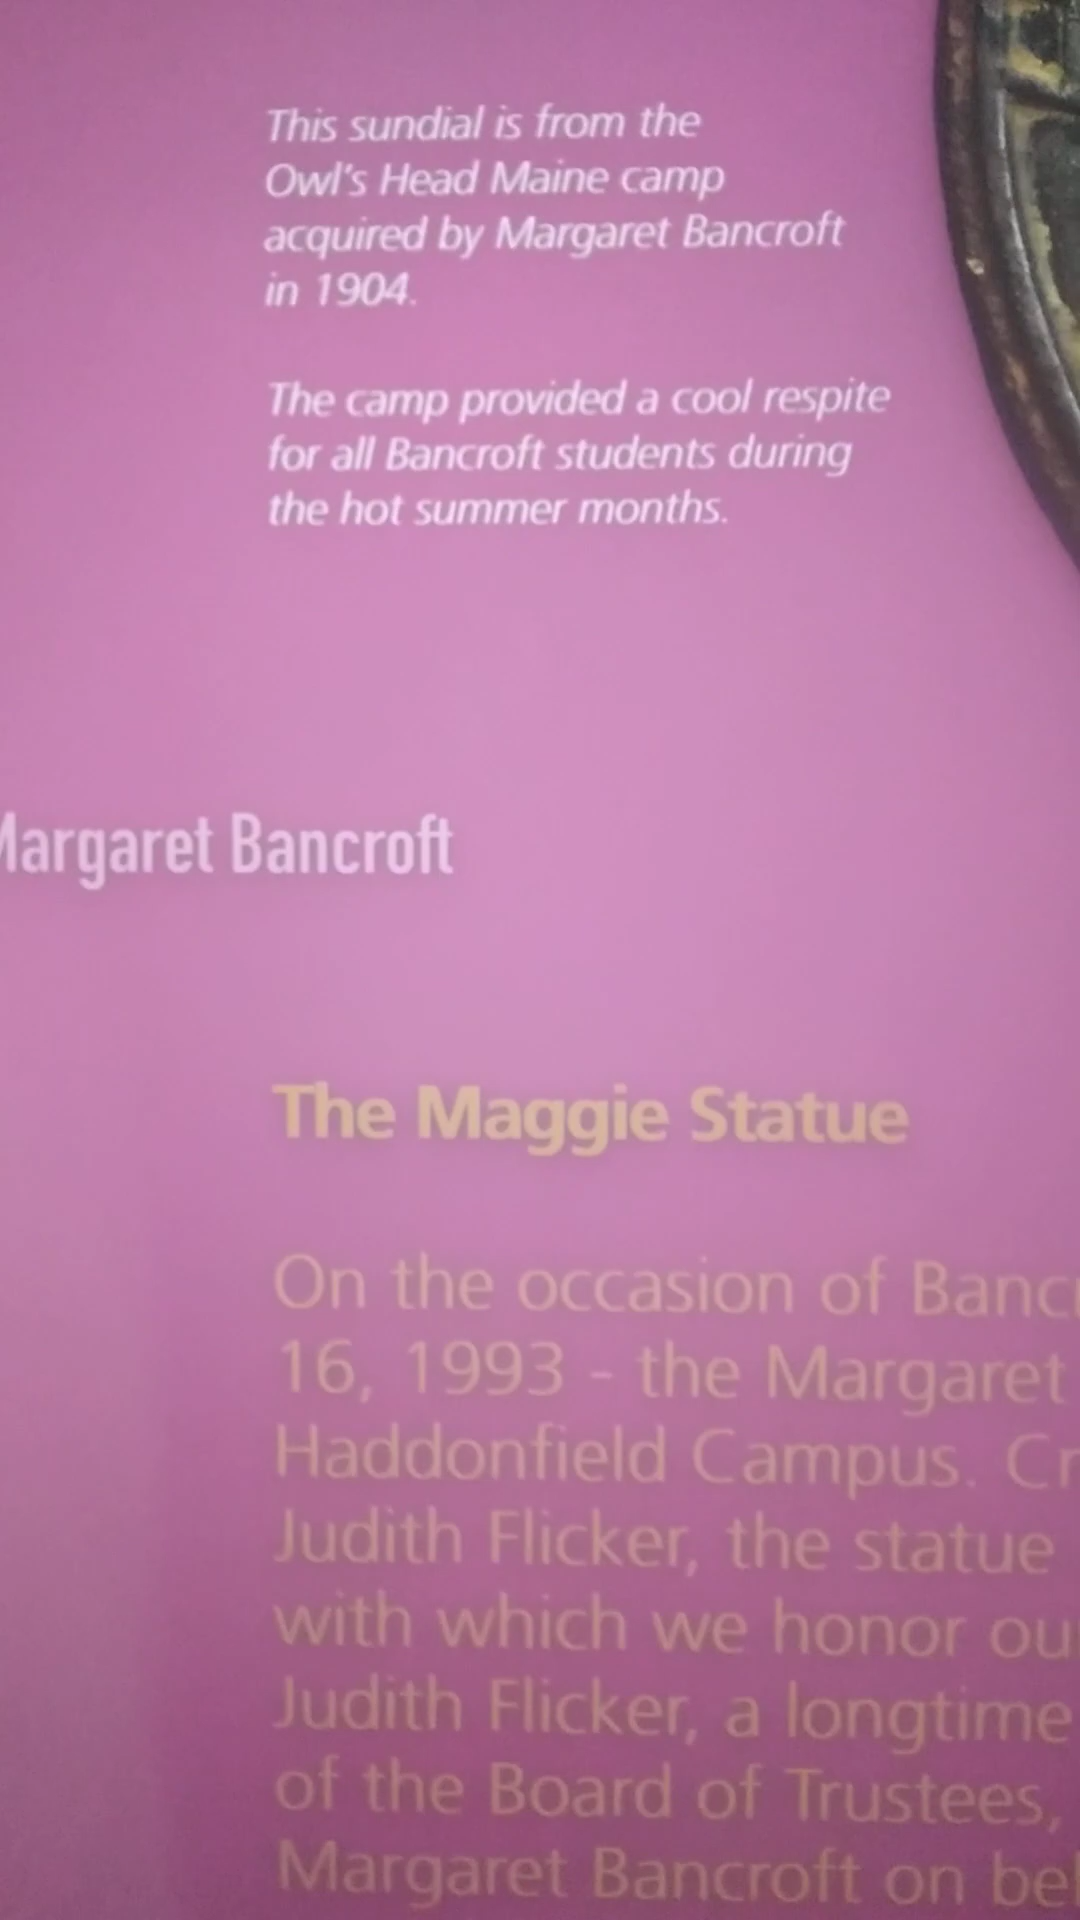 This sundial is from the
Owl's Head Maine camp
acquired by Margaret Bancroft
in 1904.
The camp provided a cool respite
for all Bancroft students during
the hot summer months.
Margaret Bancroft
The Maggie Statue
On the occasion of
16, 1993 - the Margaret
Haddonfield Campus.
Judith Flicker, the statue
with which we honor
Judith Flicker, a longtime
of the Board of Trustees,
Margaret Bancroft on